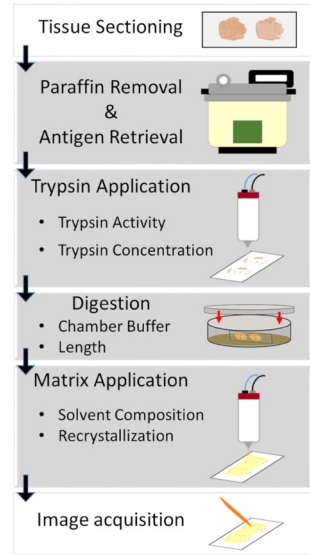 Tissue Sectioning
Paraffin Removal
&
Antigen Retrieval
Trypsin Application
• Trypsin Activity
• Trypsin Concentration
Digestion
• Chamber Buffer
• Length
Matrix Application
• Solvent Composition
• Recrystallization
Image acquisition